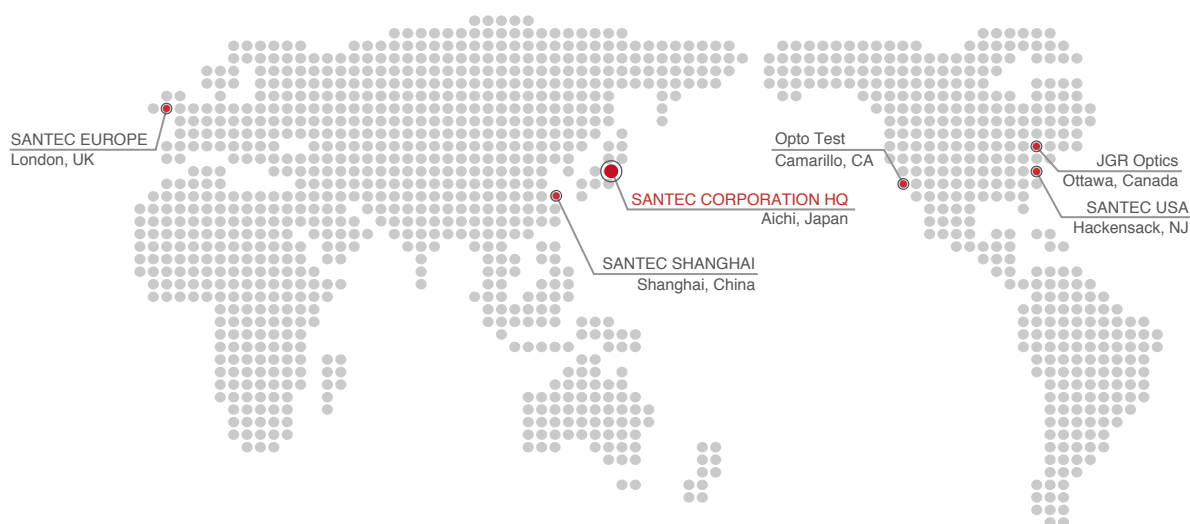 SANTEC EUROPE
London, UK
SANTEC CORPORATION HQ
Aichi, Japan
SANTEC SHANGHAI
Shanghai, China
Opto Test
Camarillo, CA
JGR Optics
Ottawa, Canada
SANTEC USA
Hackensack, NJ